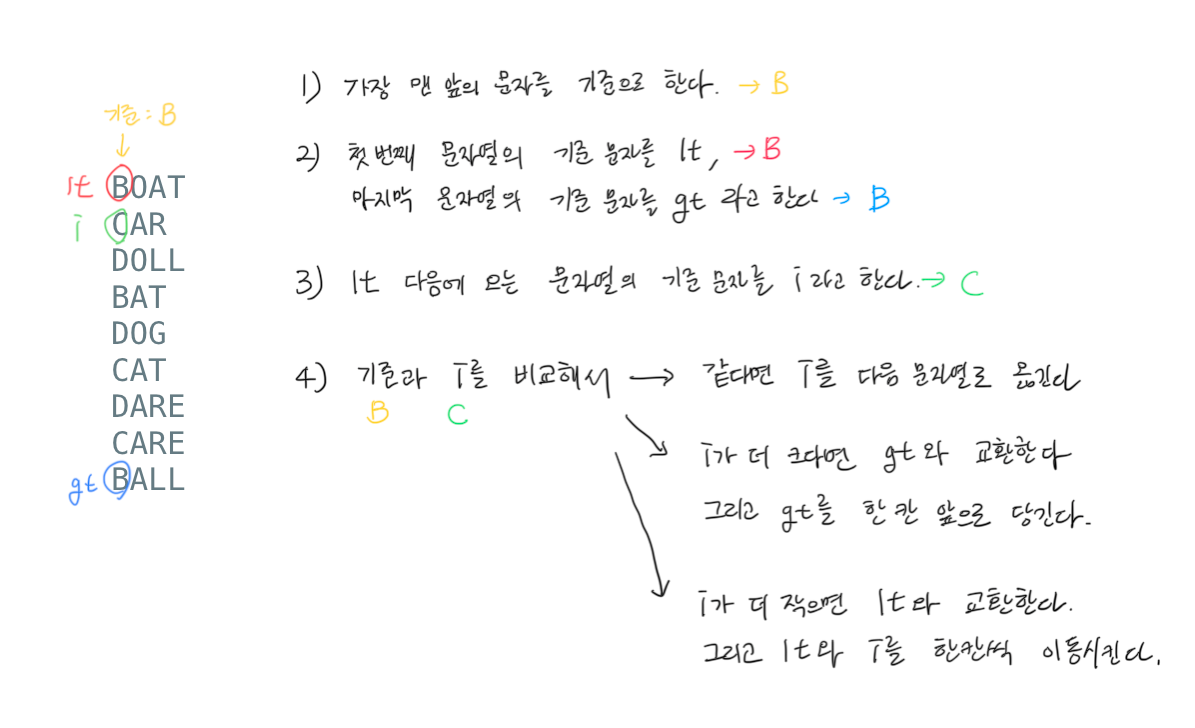 기준 : B
lt BOAT
i CAR
DOLL
BAT
DOG
CAT
DARE
CARE
gt BALL
1) 가장 맨 앞의 문자를 기준으로 한다. → B
2) 첫 번째 문자열의 기준 문자를 lt, → B
마지막 문자열의 기준 문자를 gt 라고 한다 → B
3) lt 다음에 오는 문자열의 기준 문자를 i 라고 한다. → C
4) 기준과 i를 비교해서 → 같다면 i를 다음 문자열로 옮긴다
B C
i가 더 크다면 gt와 교환한다
그리고 gt를 한 칸 앞으로 당긴다.
i가 더 작으면 lt와 교환한다.
그리고 lt와 i를 한칸씩 이동시킨다.